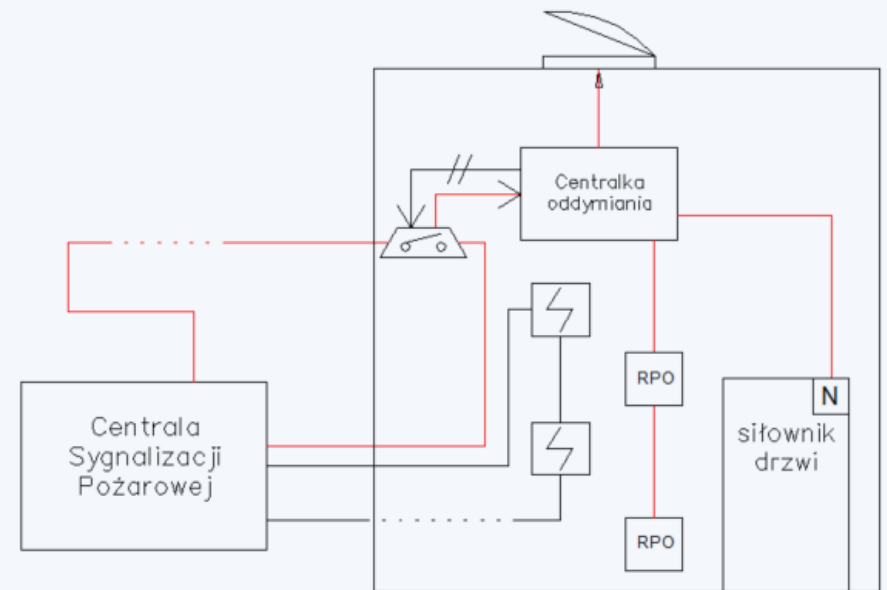 Centralka
oddymiania
RPO
N
siłownik
drzwi
Centrala
Sygnalizacji
Pożarowej
RPO